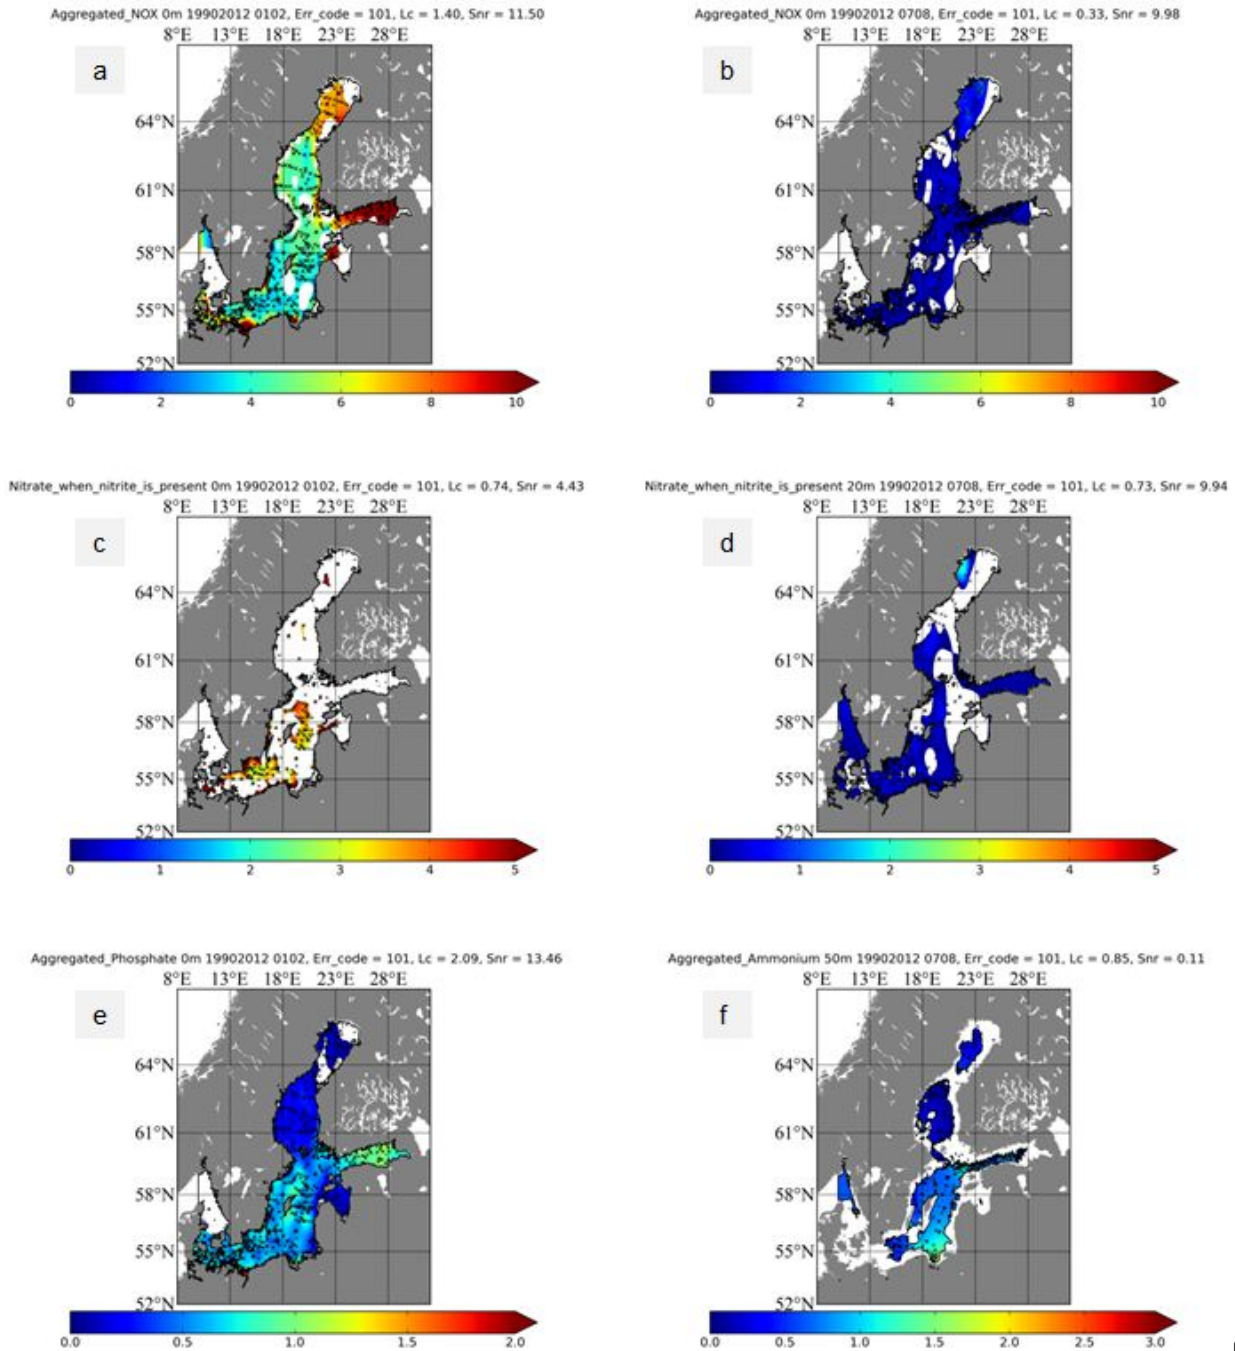 Aggregated_NOX 0m 19902012 0102, Err_code = 101, Lc = 1.40, Snr = 11.50
8°E 13°E 18°E 23°E 28°E
a
64°N
61°N
58°N
55°N
52°N
0 2 4 6 8 10
Aggregated_NOX 0m 19902012 0708, Err_code = 101, Lc = 0.33, Snr = 9.98
8°E 13°E 18°E 23°E 28°E
b
64°N
61°N
58°N
55°N
52°N
0 2 4 6 8 10
Nitrate_when_nitrite_is_present 0m 19902012 0102, Err_code = 101, Lc = 0.74, Snr = 4.43
8°E 13°E 18°E 23°E 28°E
c
64°N
61°N
58°N
55°N
52°N
0 1 2 3 4 5
Nitrate_when_nitrite_is_present 20m 19902012 0708, Err_code = 101, Lc = 0.73, Snr = 9.94
8°E 13°E 18°E 23°E 28°E
d
64°N
61°N
58°N
55°N
52°N
0 1 2 3 4 5
Aggregated_Phosphate 0m 19902012 0102, Err_code = 101, Lc = 2.09, Snr = 13.46
8°E 13°E 18°E 23°E 28°E
e
64°N
61°N
58°N
55°N
52°N
0.0 0.5 1.0 1.5 2.0
Aggregated_Ammonium 50m 19902012 0708, Err_code = 101, Lc = 0.85, Snr = 0.11
8°E 13°E 18°E 23°E 28°E
f
64°N
61°N
58°N
55°N
52°N
0.0 0.5 1.0 1.5 2.0 2.5 3.0